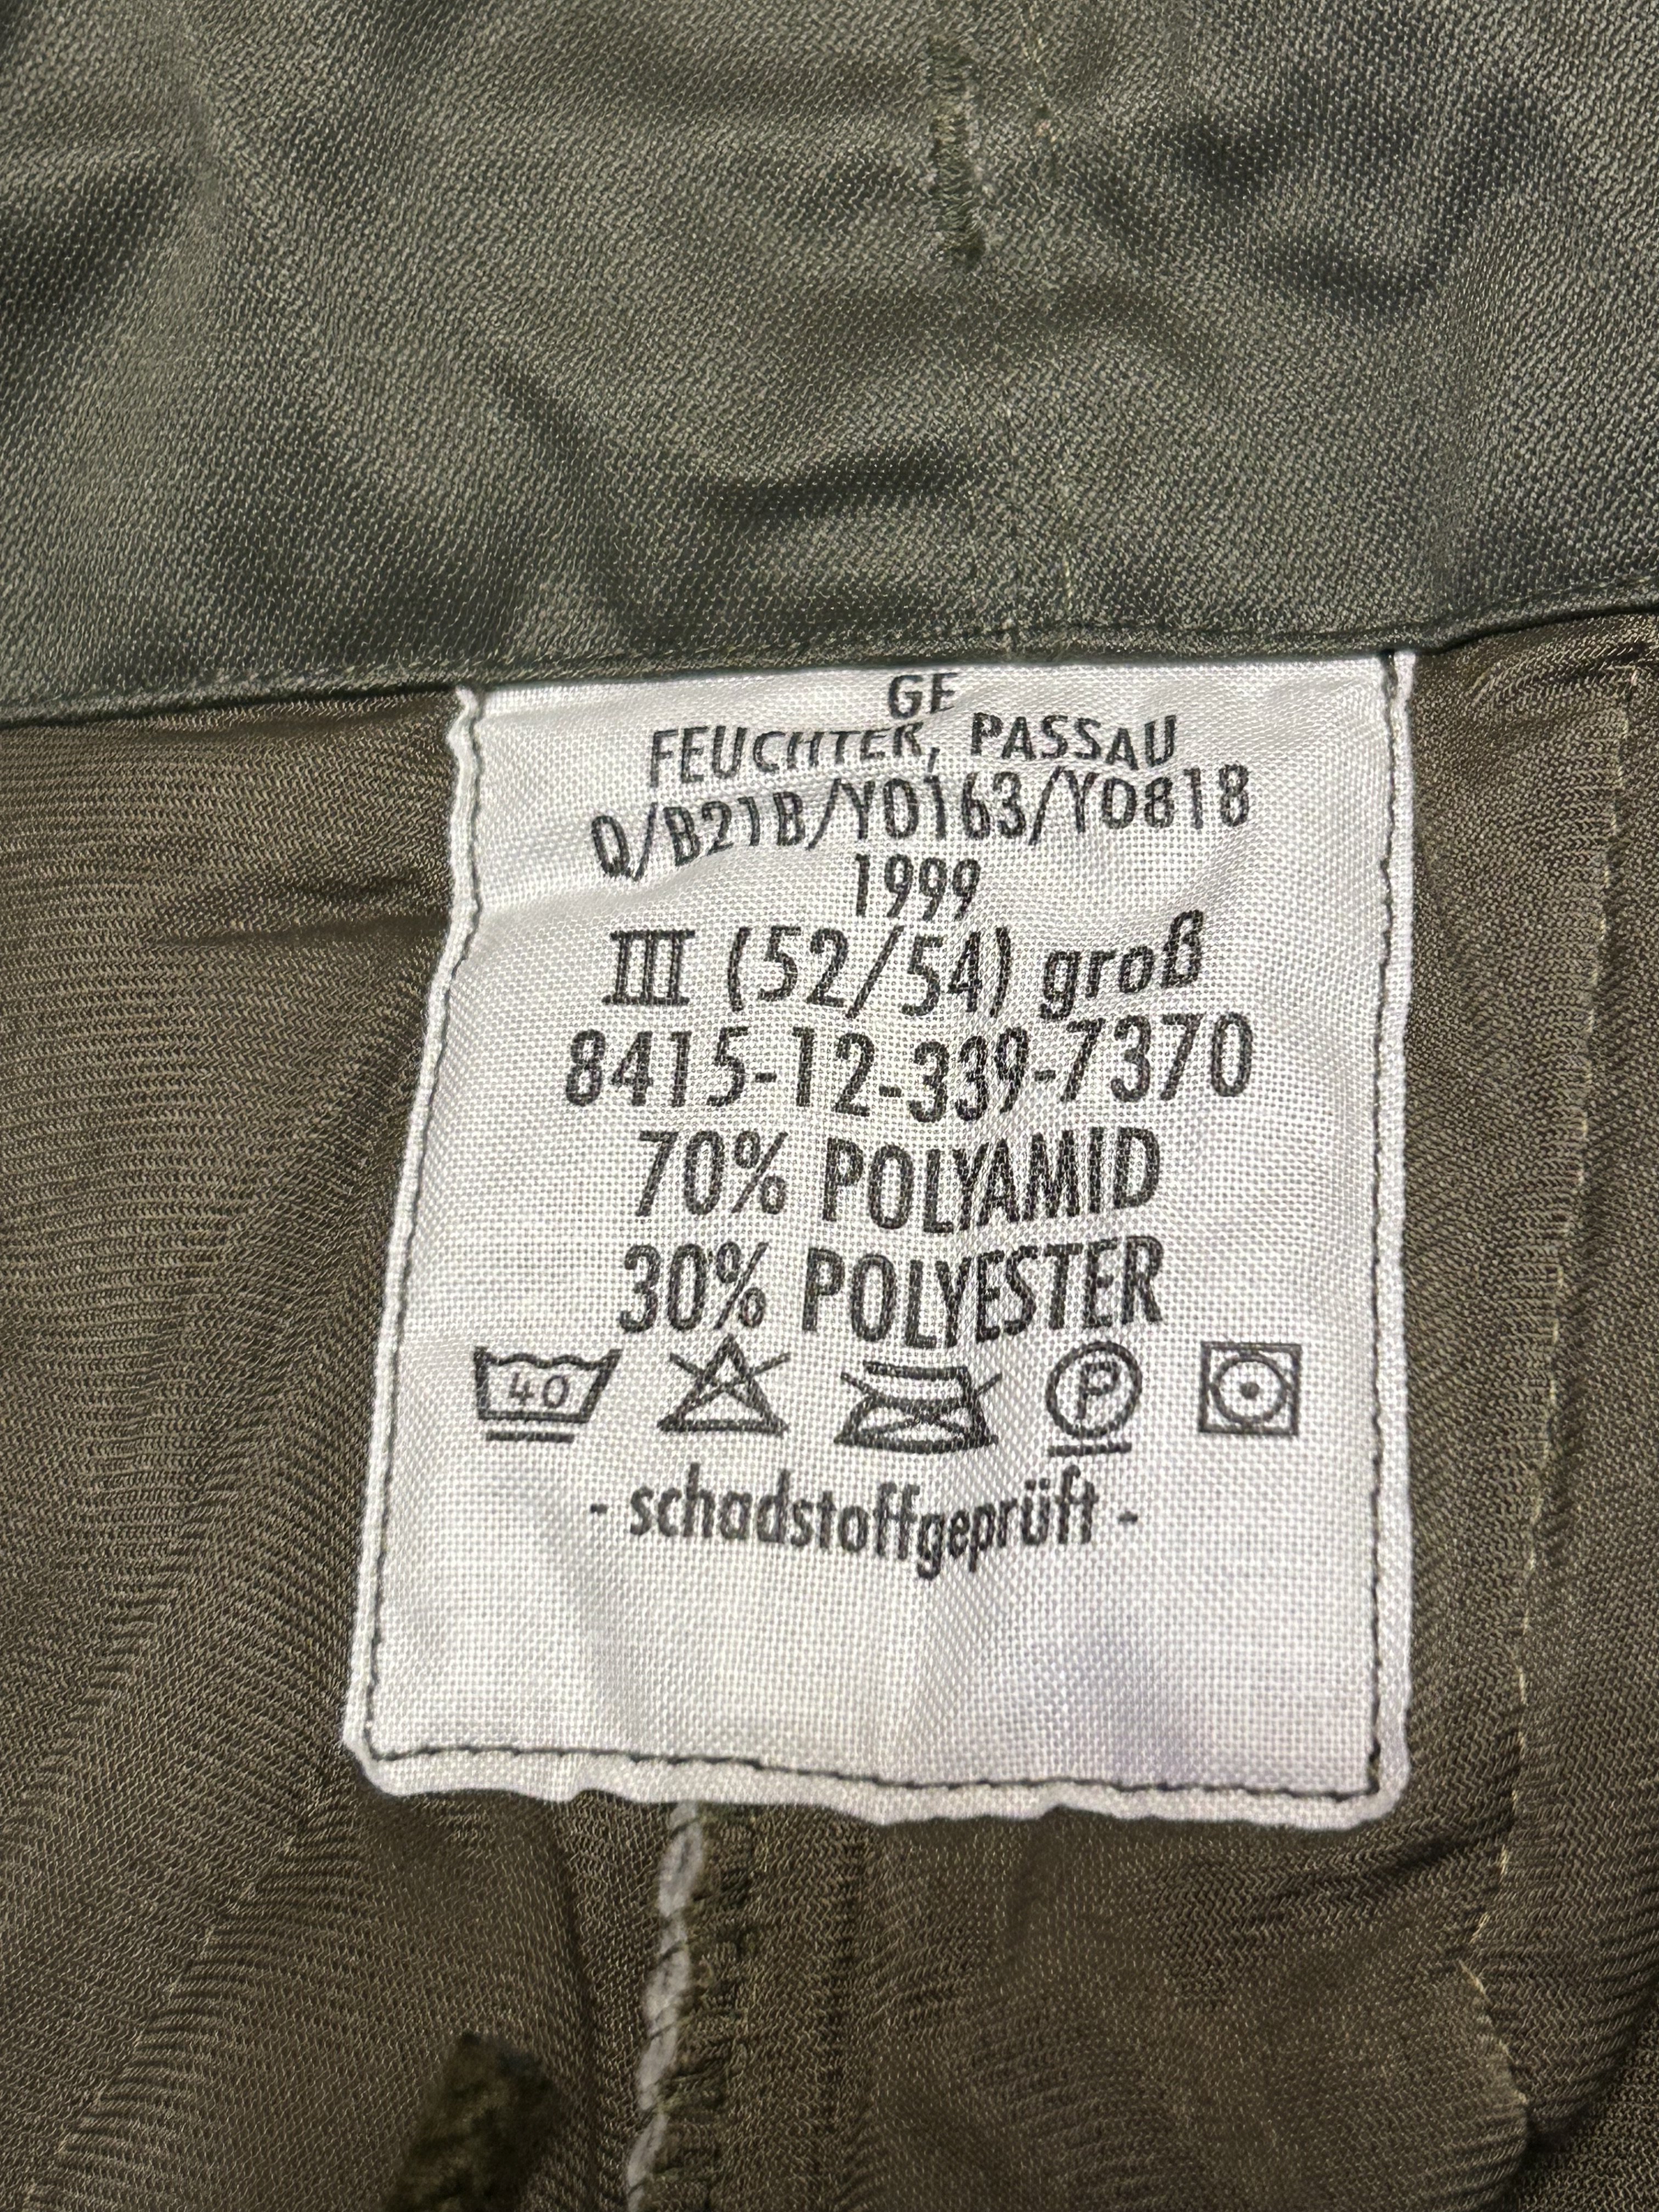 GE
FEUCHTER, PASSAU
Q/B21B/Y0163/Y0818
1999
III (52/54) groß
8415-12-339-7370
70% POLYAMID
30% POLYESTER
40 P
- schadstoffgeprüft -